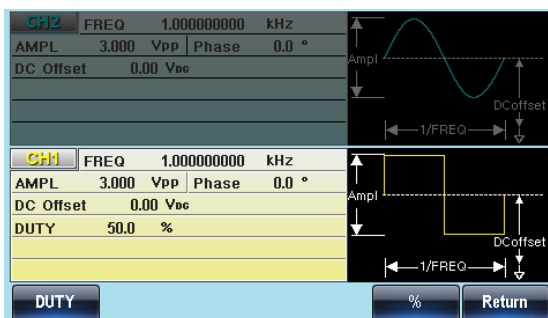 CH2 FREQ 1.000000000 kHz
AMPL 3.000 Vpp Phase 0.0 °
DC Offset 0.00 VDC
Ampl
DCoffset
1/FREQ
CH1 FREQ 1.000000000 kHz
AMPL 3.000 Vpp Phase 0.0 °
DC Offset 0.00 VDC
DUTY 50.0 %
Ampl
DCoffset
1/FREQ
DUTY % Return